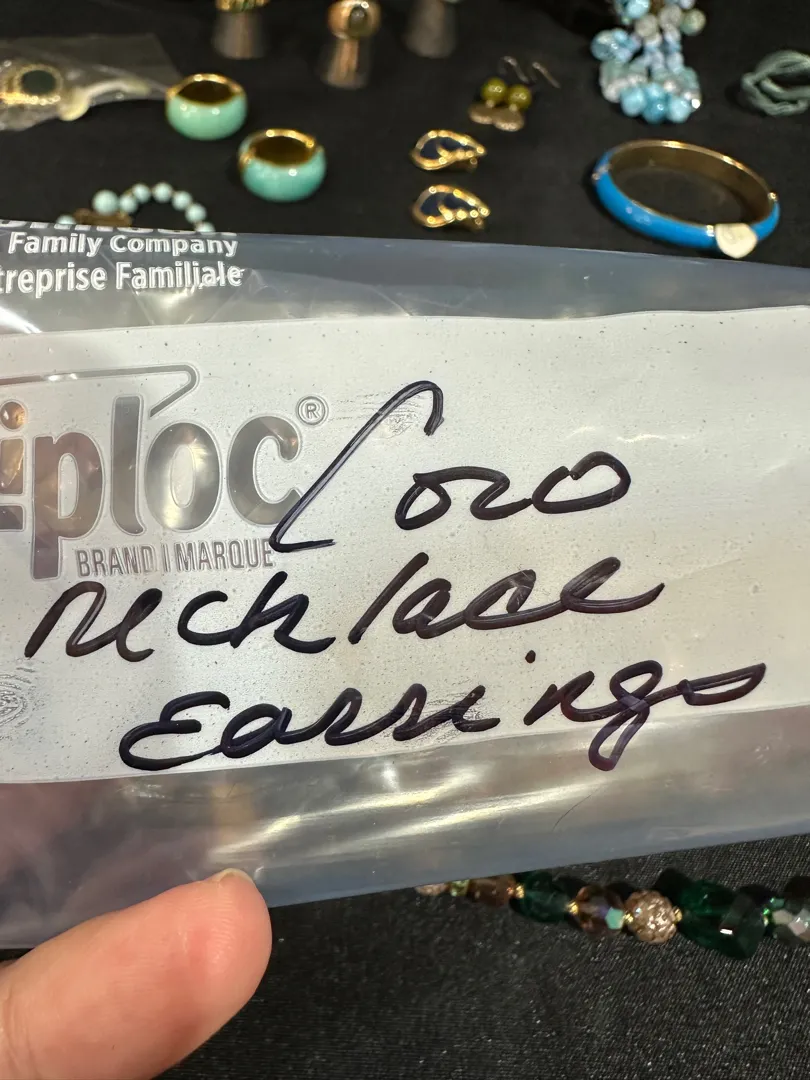 Family Company
treprise Familiale
iploc®
BRAND | MARQUE
Coro
necklace
Earrings